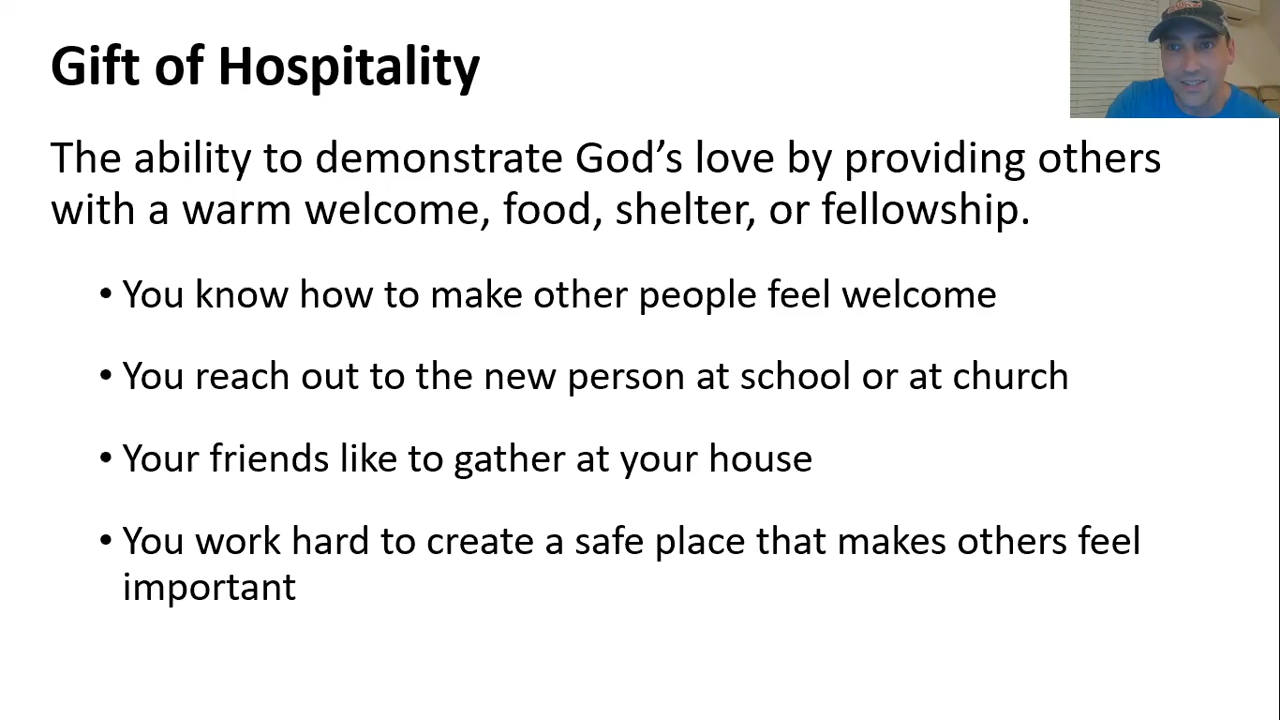 Gift of Hospitality
The ability to demonstrate God’s love by providing others
with a warm welcome, food, shelter, or fellowship.
• You know how to make other people feel welcome
• You reach out to the new person at school or at church
• Your friends like to gather at your house
• You work hard to create a safe place that makes others feel
important